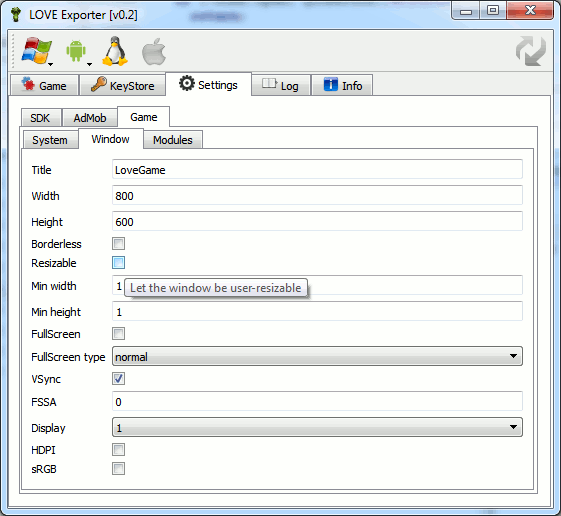 LOVE Exporter [v0.2]
Game KeyStore Settings Log Info
SDK AdMob Game
System Window Modules
Title LoveGame
Width 800
Height 600
Borderless
Resizable
Min width 1 Let the window be user-resizable
Min height 1
FullScreen
FullScreen type normal
VSync
FSSA 0
Display 1
HDPI
sRGB